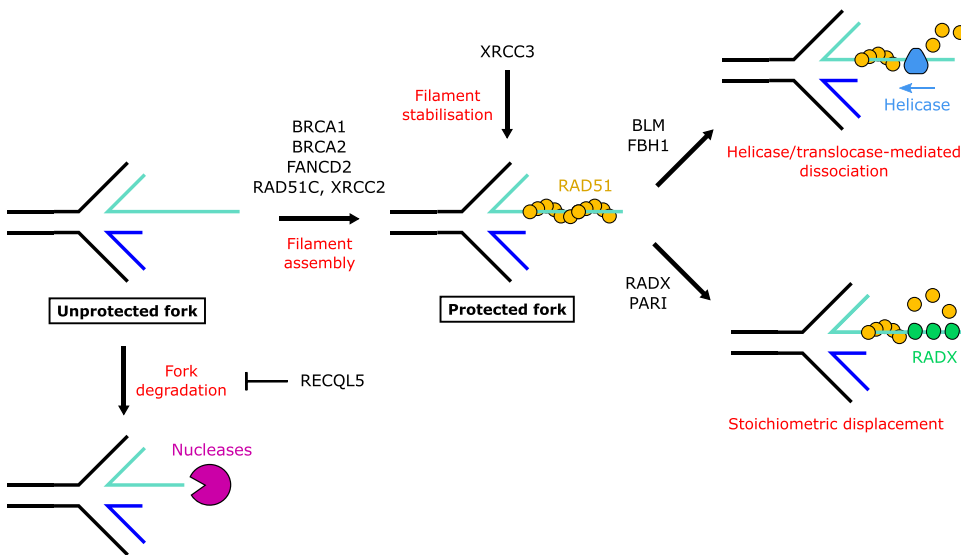 XRCC3
Filament
stabilisation
BRCA1
BRCA2
FANCD2
RAD51C, XRCC2
Filament
assembly
RAD51
BLM
FBH1
Helicase
Helicase/translocase-mediated
dissociation
Unprotected fork
Protected fork
RADX
PARI
RADX
Stoichiometric displacement
Fork
degradation
RECQL5
Nucleases